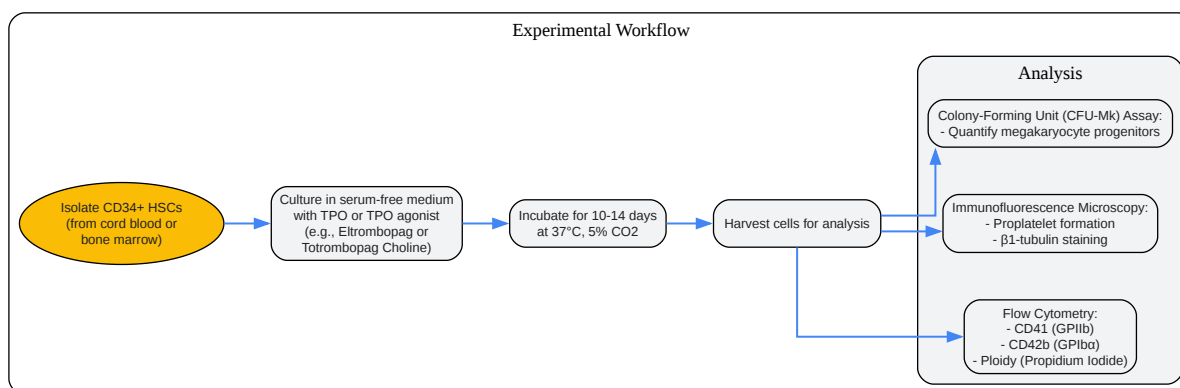 Experimental Workflow
Isolate CD34+ HSCs
(from cord blood or
bone marrow)
Culture in serum-free medium
with TPO or TPO agonist
(e.g., Eltrombopag or
Totrombopag Choline)
Incubate for 10-14 days
at 37°C, 5% CO2
Harvest cells for analysis
Analysis
Colony-Forming Unit (CFU-Mk) Assay:
- Quantify megakaryocyte progenitors
Immunofluorescence Microscopy:
- Proplatelet formation
- β1-tubulin staining
Flow Cytometry:
- CD41 (GPIIb)
- CD42b (GPIbα)
- Ploidy (Propidium Iodide)